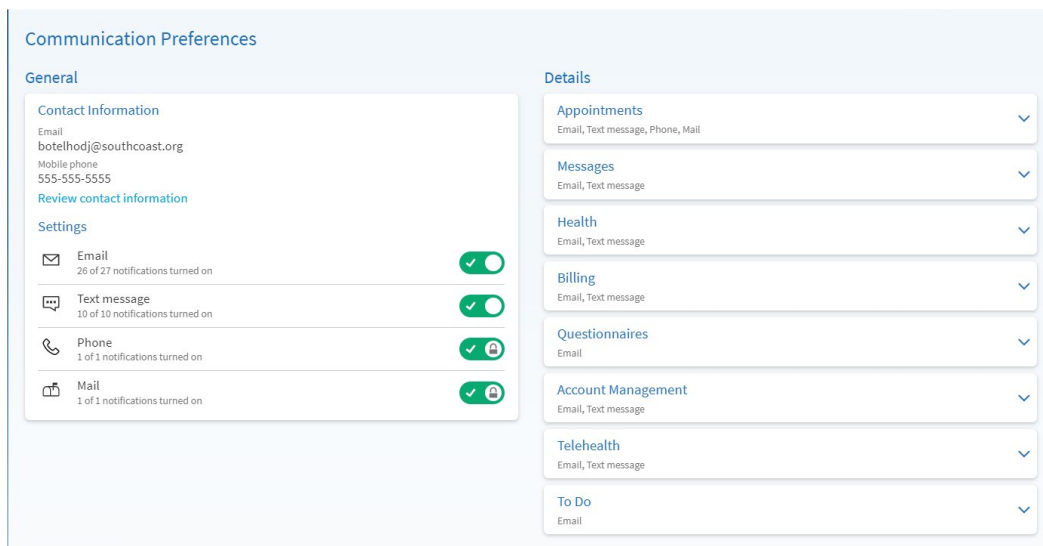 Communication Preferences
General
Contact Information
Email
botelhodj@southcoast.org
Mobile phone
555-555-5555
Review contact information
Settings
Email
26 of 27 notifications turned on
Text message
10 of 10 notifications turned on
Phone
1 of 1 notifications turned on
Mail
1 of 1 notifications turned on
Details
Appointments
Email, Text message, Phone, Mail
Messages
Email, Text message
Health
Email, Text message
Billing
Email, Text message
Questionnaires
Email
Account Management
Email, Text message
Telehealth
Email, Text message
To Do
Email